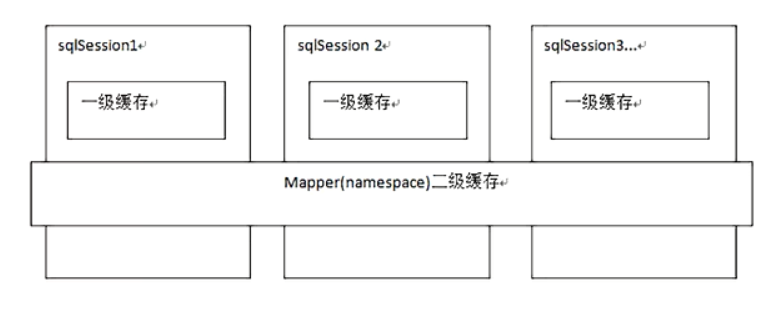 sqlSession1
sqlSession 2
sqlSession3...
一级缓存
一级缓存
一级缓存
Mapper(namespace)二级缓存